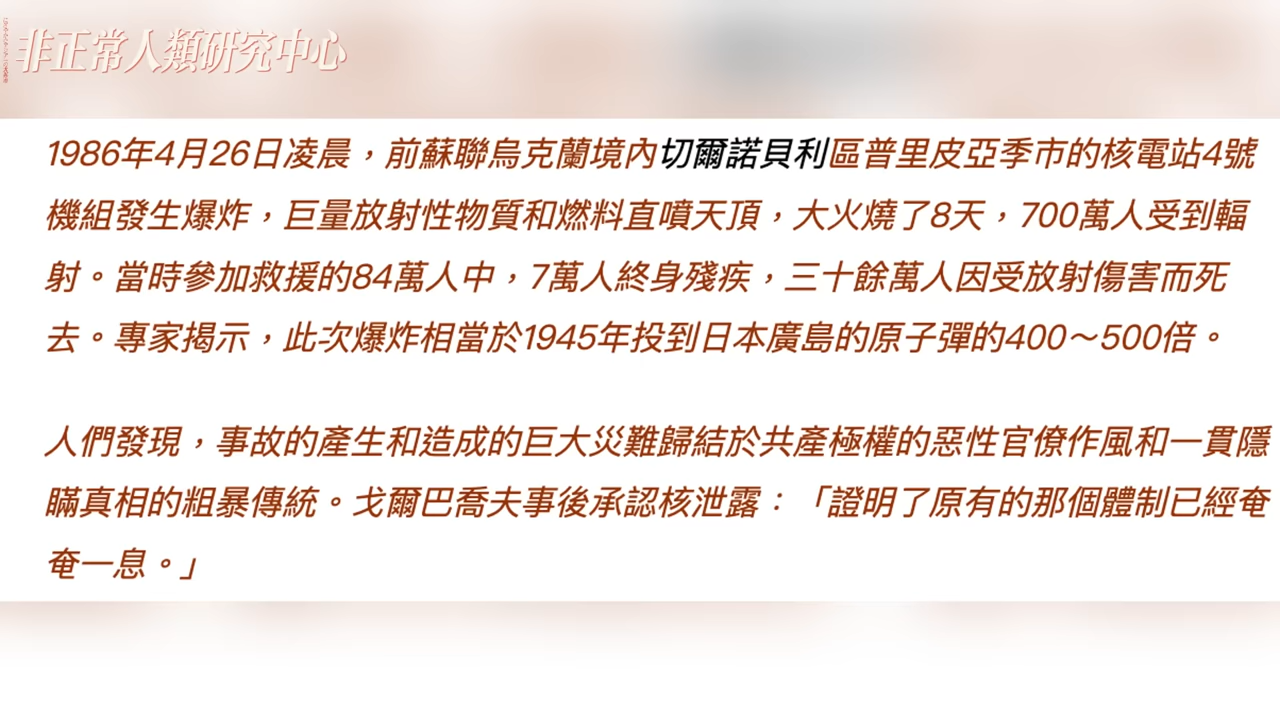 非正常人類研究中心
1986年4月26日凌晨，前蘇聯烏克蘭境內切爾諾貝利區普里皮亞季市的核電站4號
機組發生爆炸，巨量放射性物質和燃料直噴天頂，大火燒了8天，700萬人受到輻
射。當時參加救援的84萬人中，7萬人終身殘疾，三十餘萬人因受放射傷害而死
去。專家揭示，此次爆炸相當於1945年投到日本廣島的原子彈的400～500倍。
人們發現，事故的產生和造成的巨大災難歸結於共產極權的惡性官僚作風和一貫隱
瞞真相的粗暴傳統。戈爾巴喬夫事後承認核泄露：「證明了原有的那個體制已經奄
奄一息。」